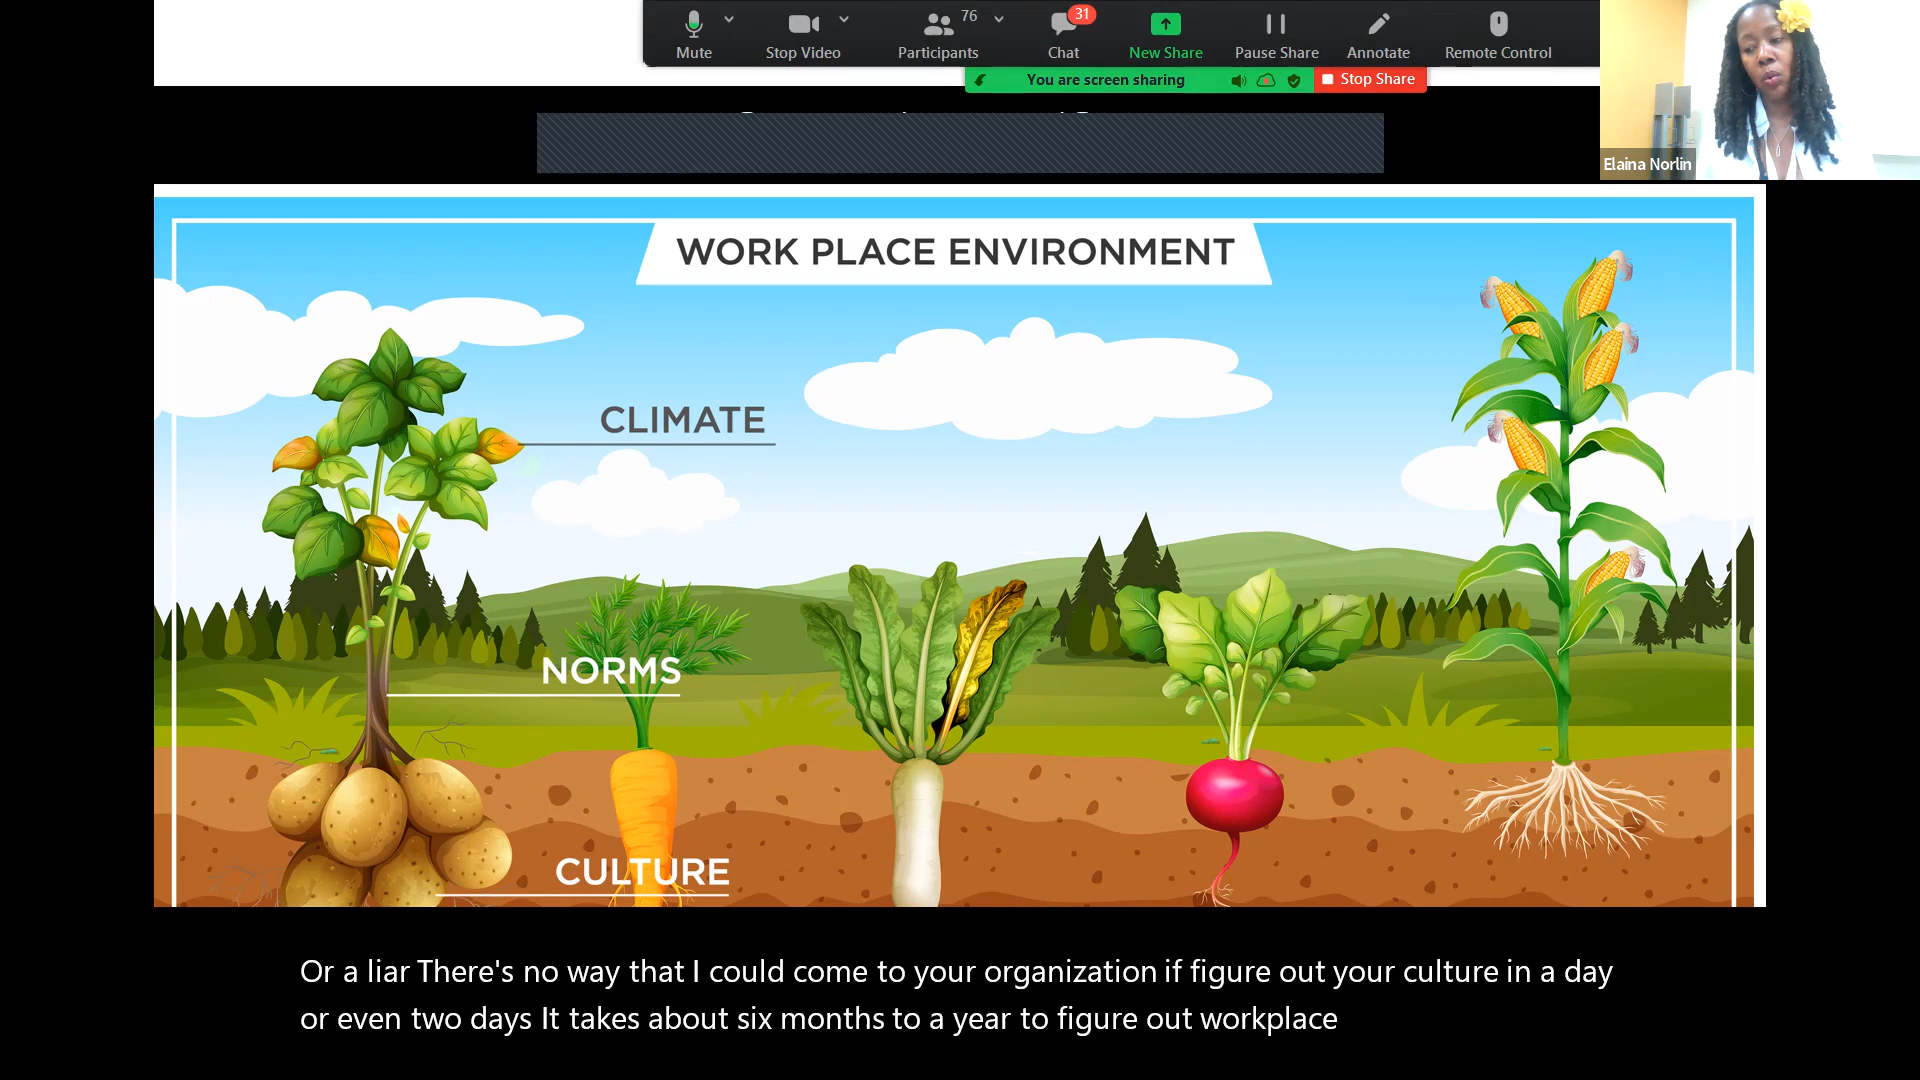 76
31
Mute
Stop Video
Participants
Chat
New Share
Pause Share
Annotate
Remote Control
You are screen sharing
Stop Share
Elaina Norlin
WORK PLACE ENVIRONMENT
CLIMATE
NORMS
CULTURE
Or a liar There's no way that I could come to your organization if figure out your culture in a day
or even two days It takes about six months to a year to figure out workplace